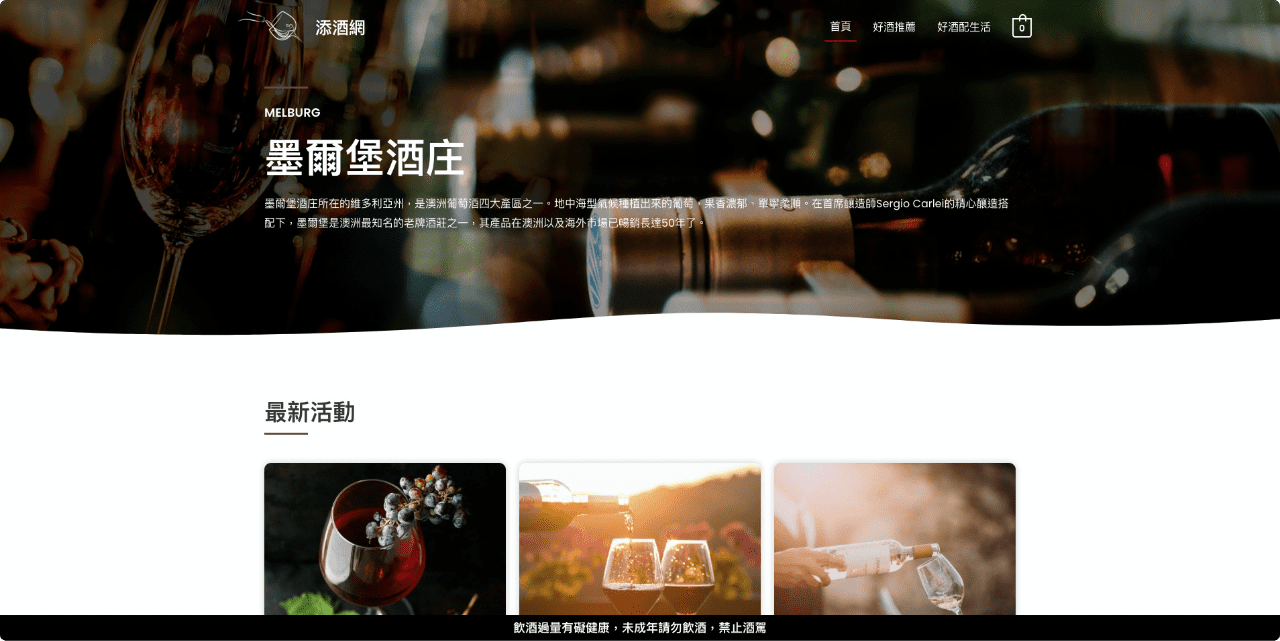 添酒網
首頁
好酒推薦
好酒配生活
0
MELBURG
墨爾堡酒庄
墨爾堡酒庄所在的維多利亞州，是澳洲葡萄酒四大產區之一。地中海型氣候種植出來的葡萄，果香濃郁、單寧柔順。在首席釀造師Sergio Carlei的精心釀造搭
配下，墨爾堡是澳洲最知名的老牌酒莊之一，其產品在澳洲以及海外市場已暢銷長達50年了。
最新活動
飲酒過量有礙健康，未成年請勿飲酒，禁止酒駕